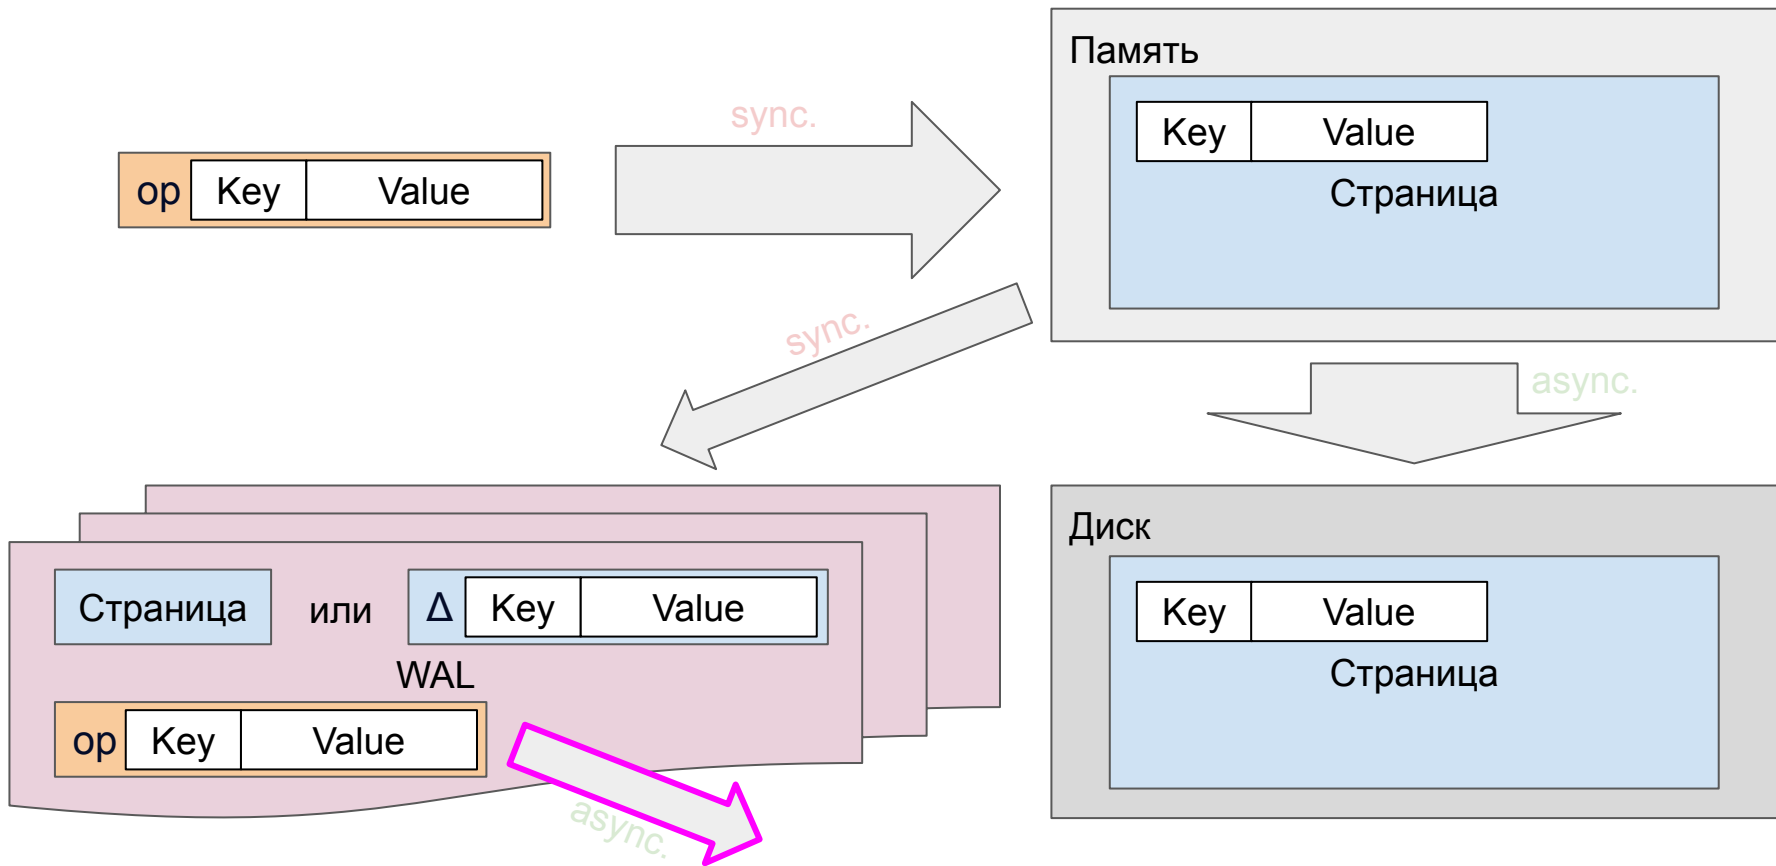 Память
sync.
Key Value
op Key Value
Страница
sync.
async.
Диск
Страница или Δ Key Value
Key Value
WAL
Страница
op Key Value
async.